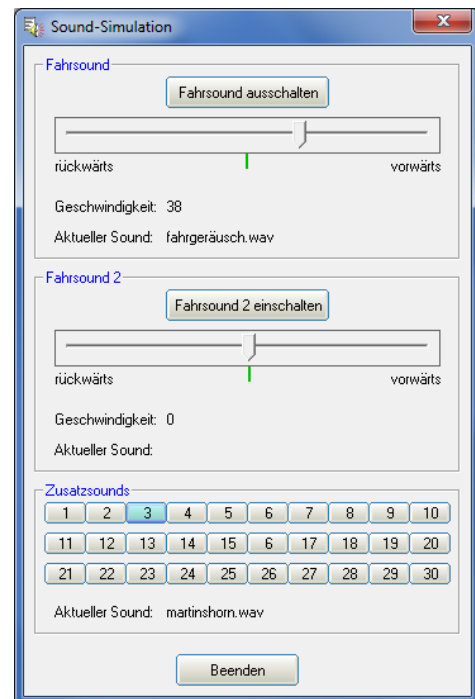 Sound-Simulation
Fahrsound
Fahrsound ausschalten
rückwärts vorwärts
Geschwindigkeit: 38
Aktueller Sound: fahrgeräusch.wav
Fahrsound 2
Fahrsound 2 einschalten
rückwärts vorwärts
Geschwindigkeit: 0
Aktueller Sound:
Zusatzsounds
1 2 3 4 5 6 7 8 9 10
11 12 13 14 15 6 17 18 19 20
21 22 23 24 25 26 27 28 29 30
Aktueller Sound: martinshorn.wav
Beenden